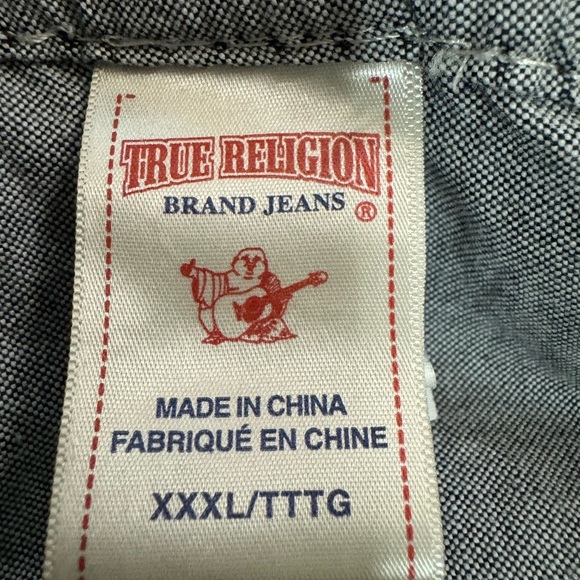 TRUE RELIGION
BRAND JEANS ®
MADE IN CHINA
FABRIQUÉ EN CHINE
XXXL/TTTG